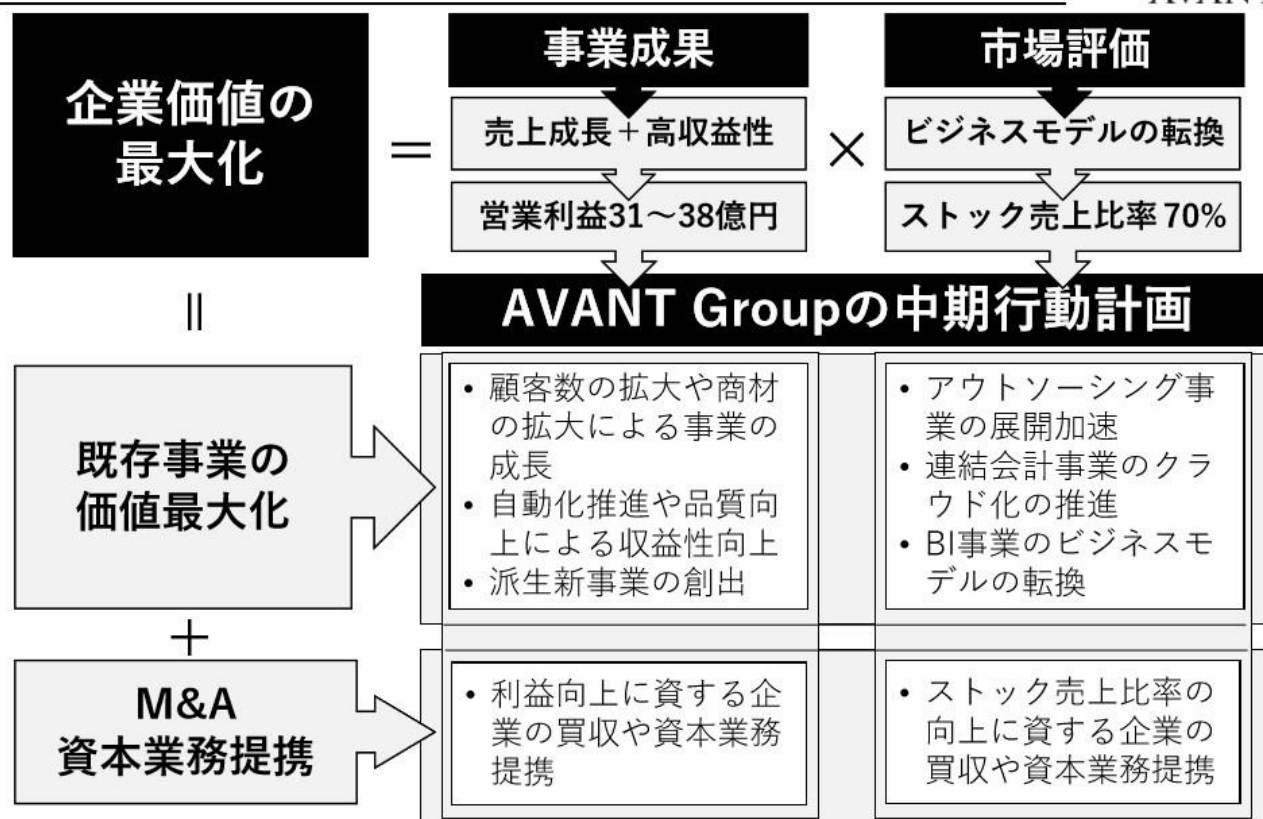 企業価値の
最大化
＝
事業成果
売上成長＋高収益性
営業利益31～38億円
×
市場評価
ビジネスモデルの転換
ストック売上比率70%
AVANT Groupの中期行動計画
＝
既存事業の
価値最大化
• 顧客数の拡大や商材
の拡大による事業の
成長
• 自動化推進や品質向
上による収益性向上
• 派生新事業の創出
• アウトソーシング事
業の展開加速
• 連結会計事業のクラ
ウド化の推進
• BI事業のビジネスモ
デルの転換
＋
M&A
資本業務提携
• 利益向上に資する企
業の買収や資本業務
提携
• ストック売上比率の
向上に資する企業の
買収や資本業務提携